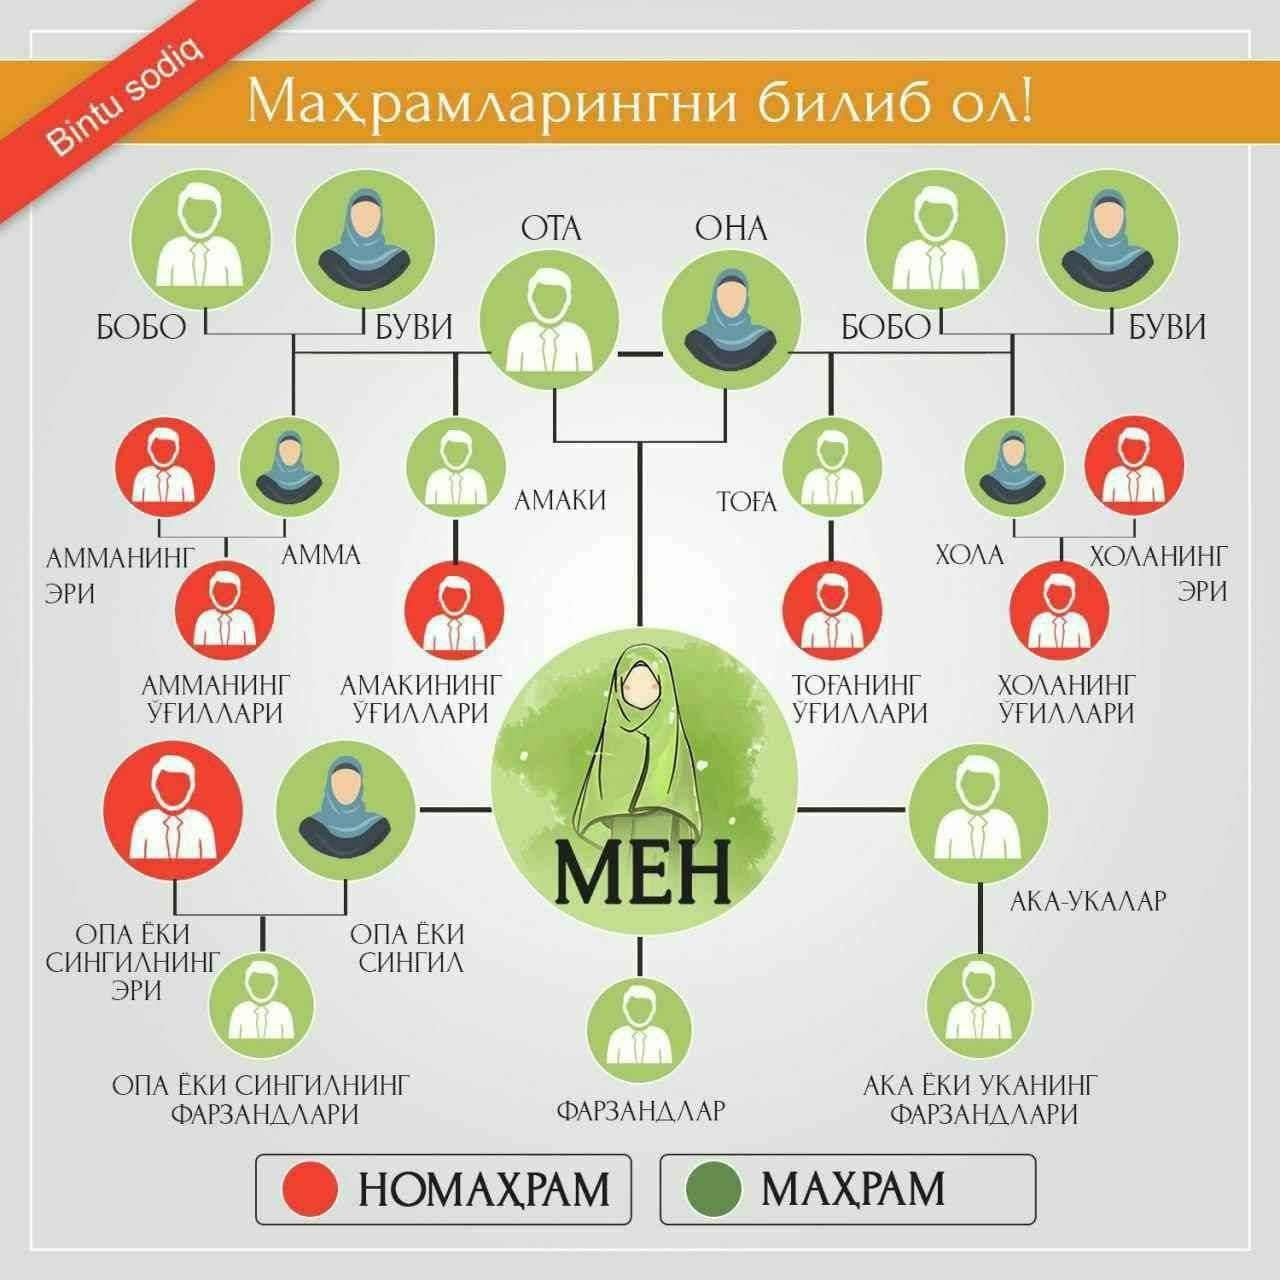 Bintu sodiq
Маҳрамларингни билиб ол!
ОТА
ОНА
БОБО
БУВИ
БОБО
БУВИ
АМАКИ
ТОҒА
АММАНИНГ
ЭРИ
АММА
ХОЛА
ХОЛАНИНГ
ЭРИ
АММАНИНГ
ЎҒИЛЛАРИ
АМАКИНИНГ
ЎҒИЛЛАРИ
ТОҒАНИНГ
ЎҒИЛЛАРИ
ХОЛАНИНГ
ЎҒИЛЛАРИ
МЕН
ОПА ЁКИ
СИНГИЛНИНГ
ЭРИ
ОПА ЁКИ
СИНГИЛ
АКА-УКАЛАР
ОПА ЁКИ СИНГИЛНИНГ
ФАРЗАНДЛАРИ
ФАРЗАНДЛАР
АКА ЁКИ УКАНИНГ
ФАРЗАНДЛАРИ
НОМАҲРАМ
МАҲРАМ